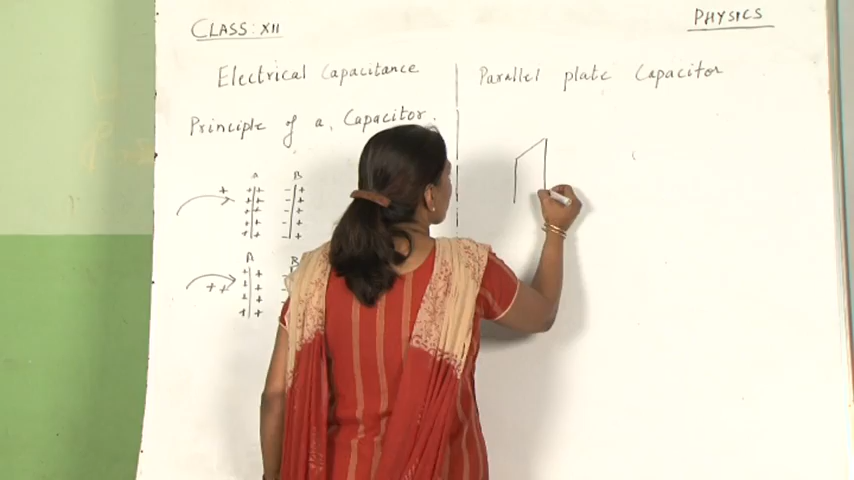 CLASS: XII
PHYSICS
Electrical Capacitance
Principle of a Capacitor.
A B
+ 
+ + - +
+ + - +
+ + - +
+ + - +
+ + - +
A B
+ +
+ +
+ +
+ +
+ +
Parallel plate Capacitor